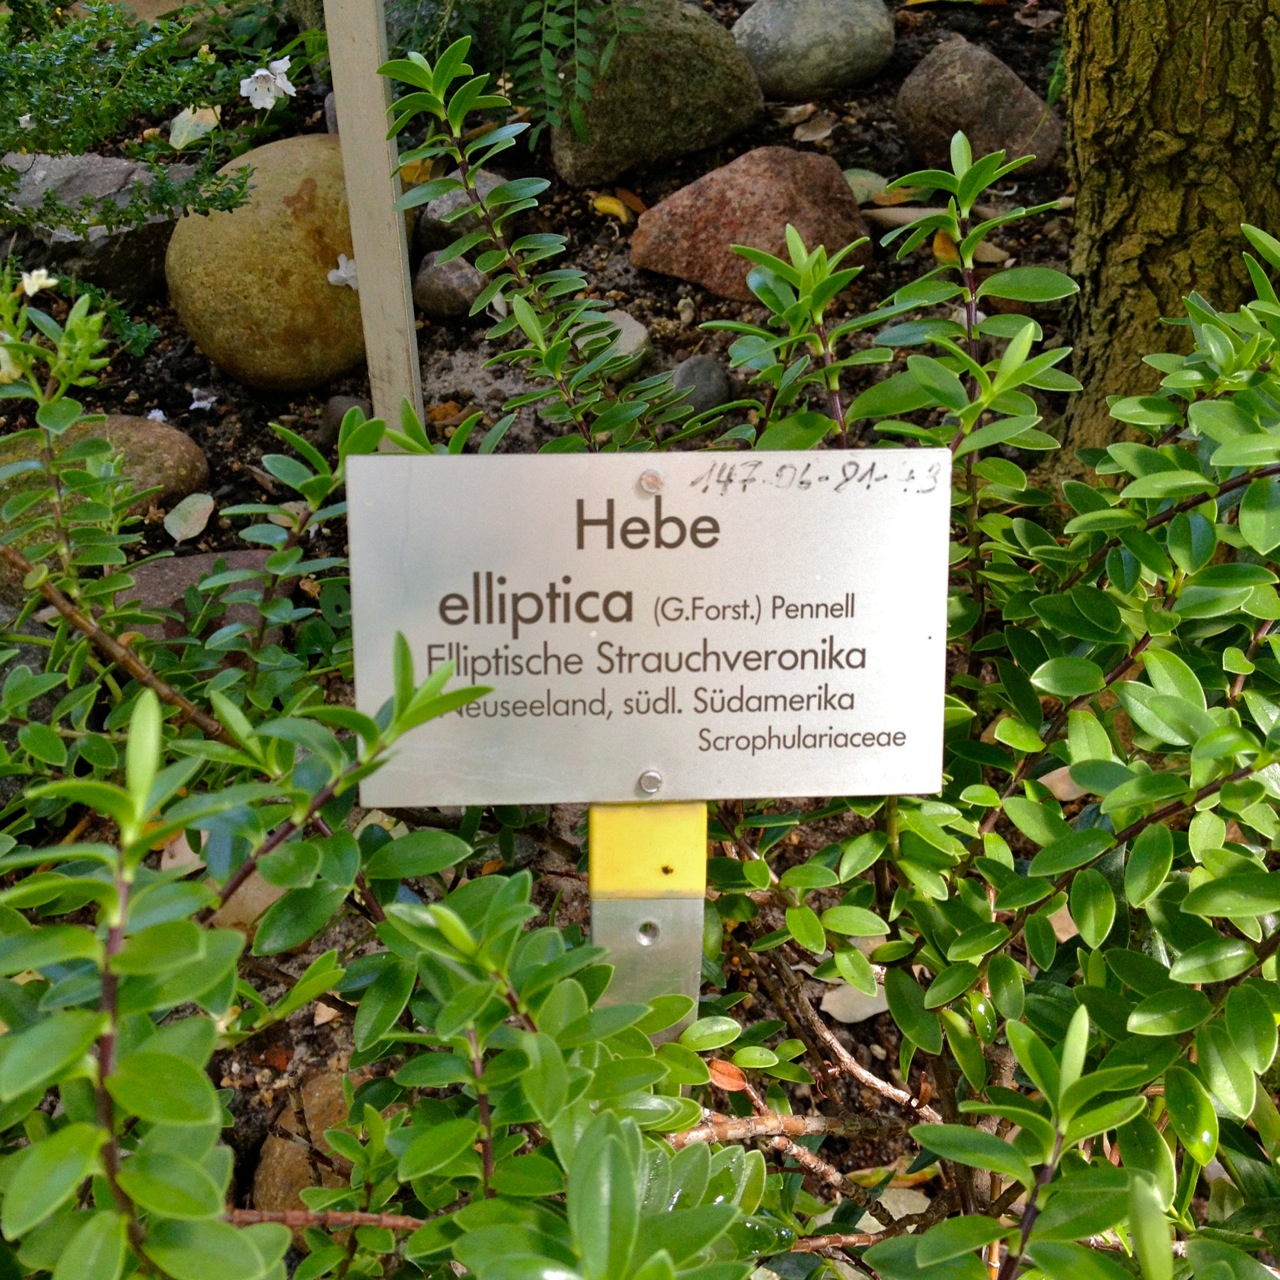 147-06-81-43
Hebe
elliptica (G.Forst.) Pennell
Elliptische Strauchveronika
Neuseeland, südl. Südamerika
Scrophulariaceae